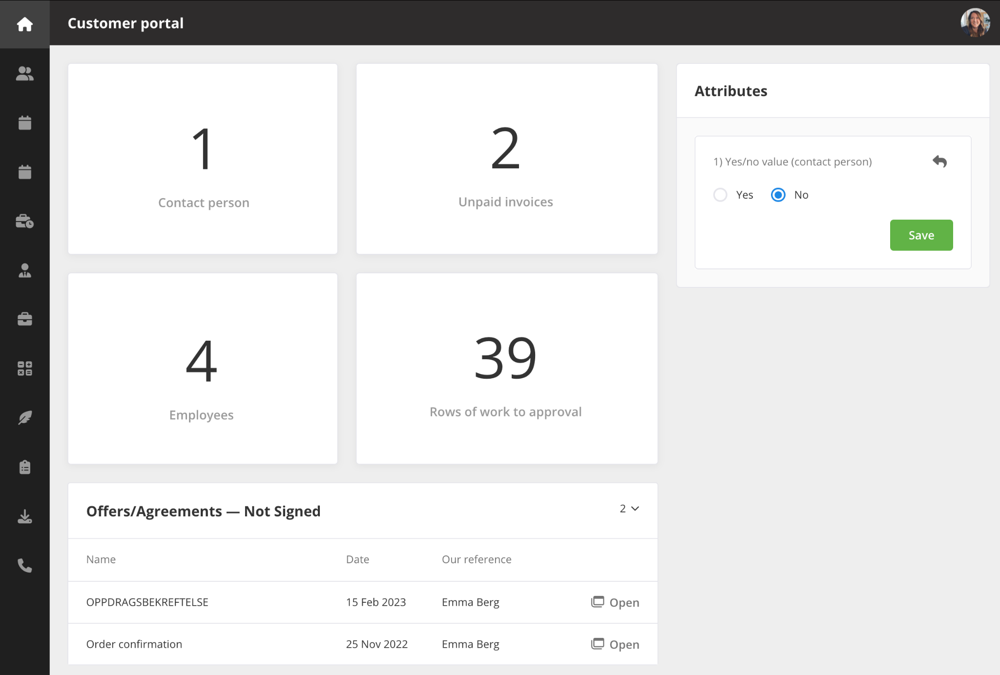 Customer portal
1
Contact person
2
Unpaid invoices
4
Employees
39
Rows of work to approval
Attributes
1) Yes/no value (contact person)
Yes No
Save
Offers/Agreements — Not Signed 2
Name Date Our reference
OPPDRAGSBEKREFTELSE 15 Feb 2023 Emma Berg Open
Order confirmation 25 Nov 2022 Emma Berg Open